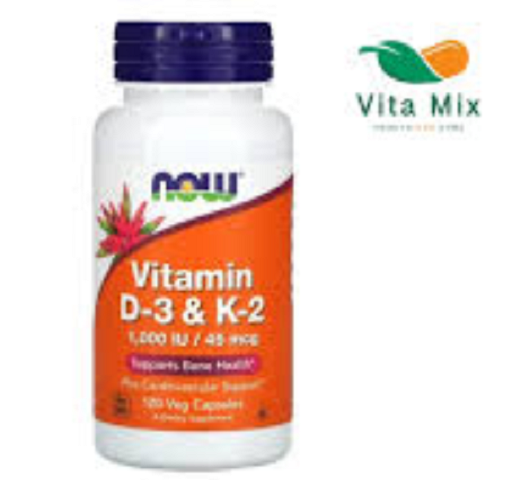 Vita Mix
now
Vitamin
D-3 & K-2
1,000 IU / 45 mcg
Supports Bone Health*
Plus Cardiovascular Support*
120 Veg Capsules
A Dietary Supplement